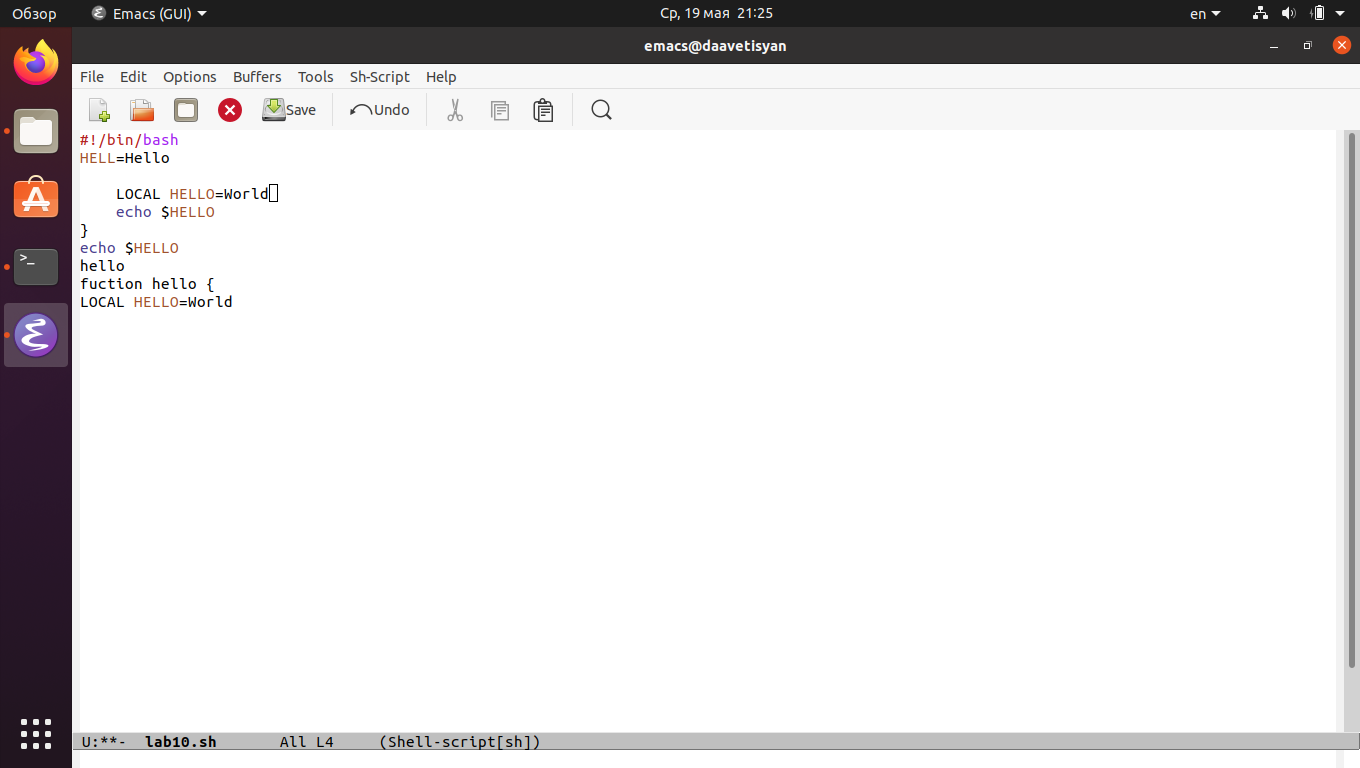 Обзор Emacs (GUI) Ср, 19 мая 21:25 en
emacs@daavetisyan
File Edit Options Buffers Tools Sh-Script Help
Save Undo
#!/bin/bash
HELL=Hello
LOCAL HELLO=World
echo $HELLO
}
echo $HELLO
hello
fuction hello {
LOCAL HELLO=World
U:**- lab10.sh All L4 (Shell-script[sh])